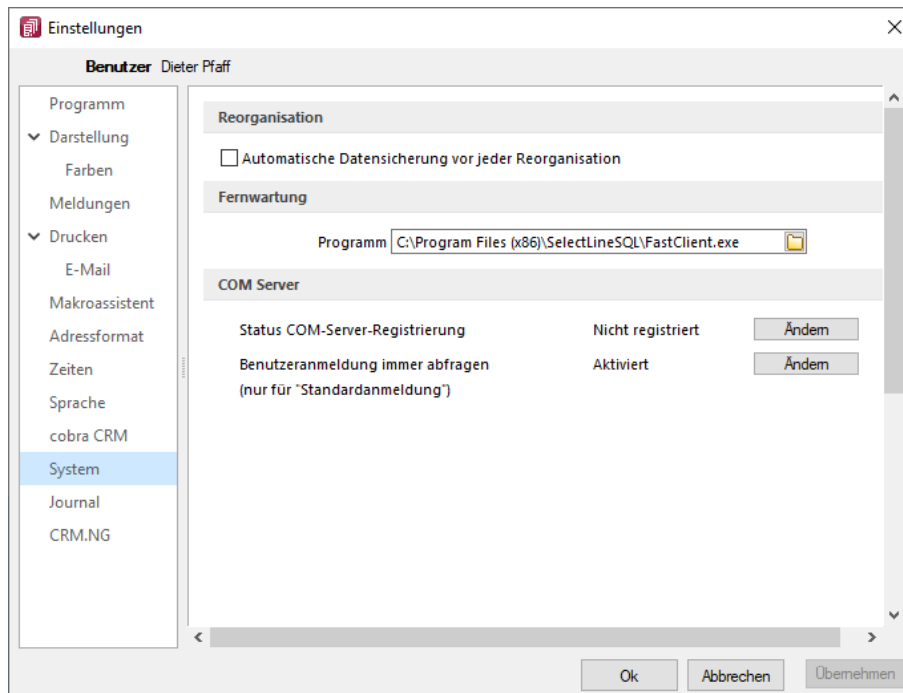 Einstellungen
Benutzer Dieter Pfaff
Programm
Darstellung
Farben
Meldungen
Drucken
E-Mail
Makroassistent
Adressformat
Zeiten
Sprache
cobra CRM
System
Journal
CRM.NG
Reorganisation
Automatische Datensicherung vor jeder Reorganisation
Fernwartung
Programm C:\Program Files (x86)\SelectLineSQL\FastClient.exe
COM Server
Status COM-Server-Registrierung Nicht registriert Ändern
Benutzeranmeldung immer abfragen Aktiviert Ändern
(nur für "Standardanmeldung")
Ok Abbrechen Übernehmen